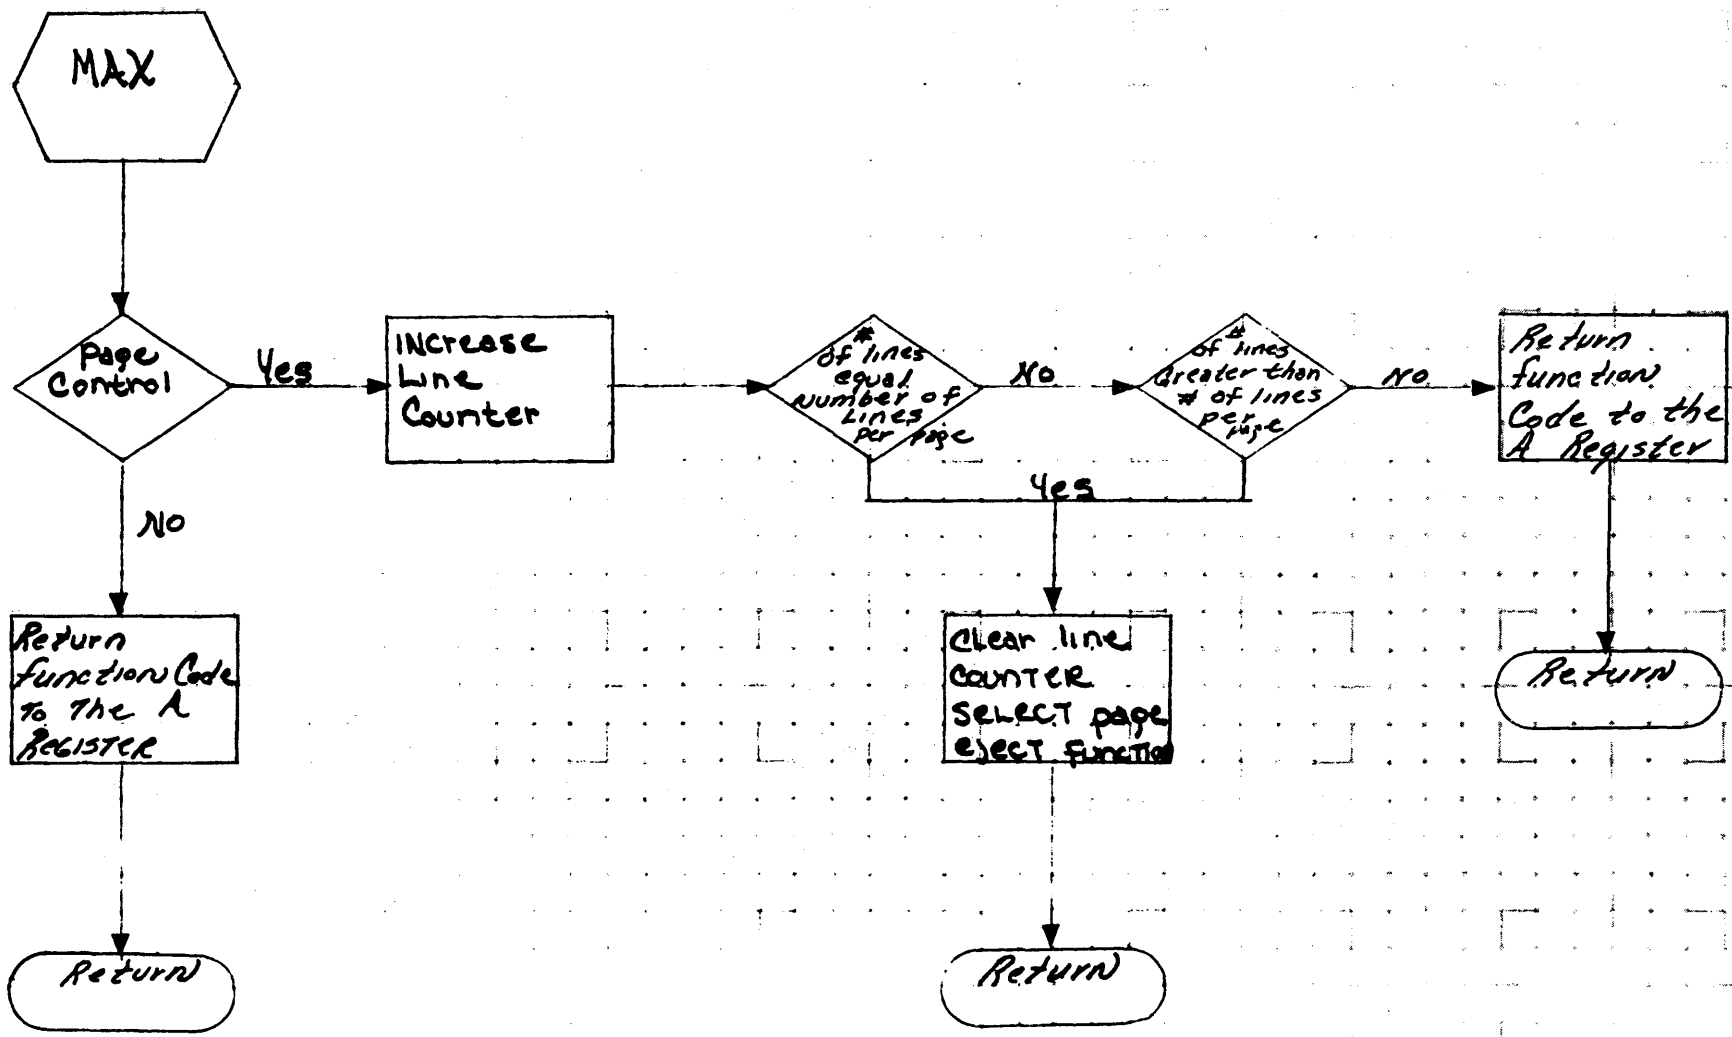 MAX
Page
Control
Yes
INCrease
Line
Counter
#
of lines
equal
Number of
Lines
per page
No
#
of lines
Greater than
# of lines
per
page
No
Return
function
Code to the
A Register
Yes
No
Return
function Code
To The A
REGISTER
Clear line
COUNTER
SELECT page
eJECT FUNCTION
Return
Return
Return